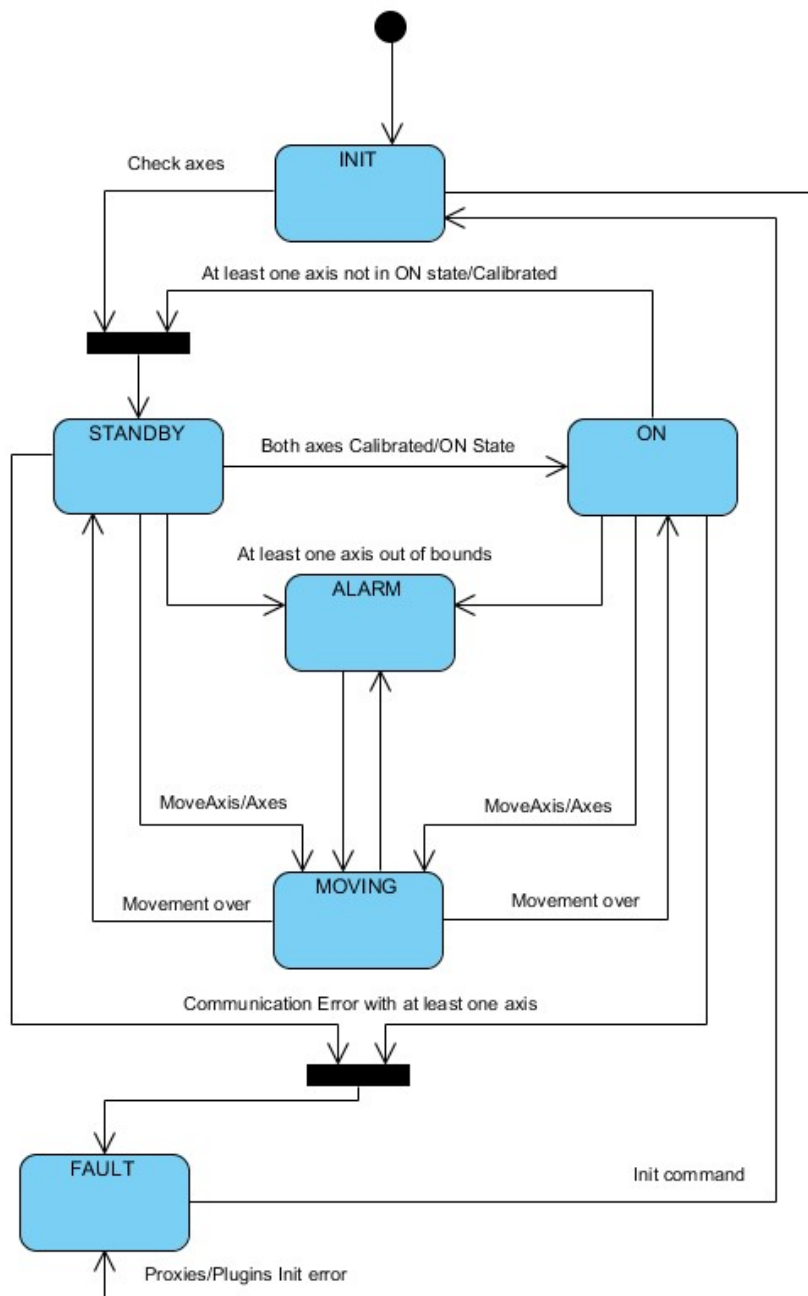 INIT
Check axes
At least one axis not in ON state/Calibrated
STANDBY
ON
Both axes Calibrated/ON State
At least one axis out of bounds
ALARM
MoveAxis/Axes
MoveAxis/Axes
MOVING
Movement over
Movement over
Communication Error with at least one axis
FAULT
Init command
Proxies/Plugins Init error